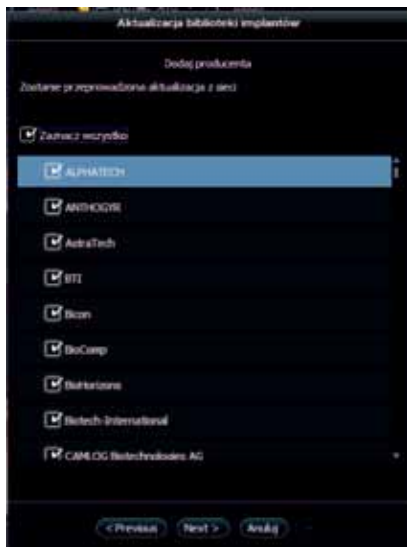 Aktualizacja biblioteki implantów
Dodaj producenta
Zostanie przeprowadzona aktualizacja z sieci
Zaznacz wszystko
ALPHATECH
ANTHOGYR
AstraTech
BTI
Bicon
BioComp
BioHorizons
Biotech-International
CAMLOG Biotechnologies AG
< Previous Next > Anuluj